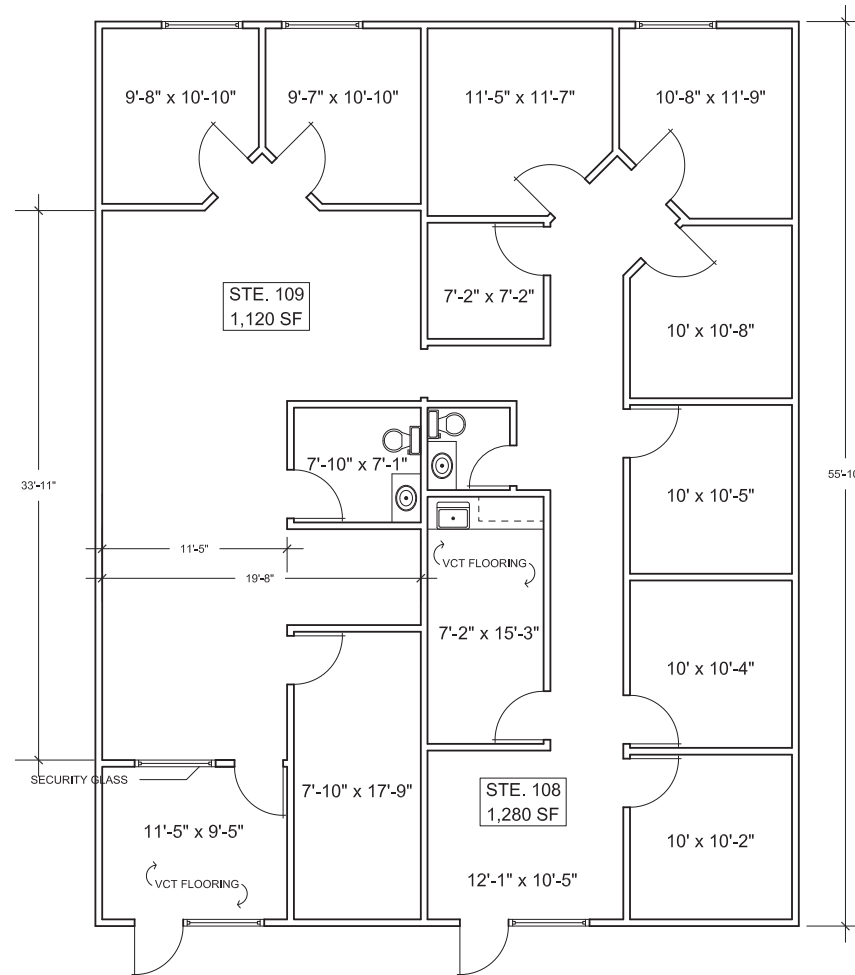 9'-8" x 10'-10"
9'-7" x 10'-10"
11'-5" x 11'-7"
10'-8" x 11'-9"
STE. 109
1,120 SF
7'-2" x 7'-2"
10' x 10'-8"
7'-10" x 7'-1"
33'-11"
55'-10
10' x 10'-5"
11'-5"
19'-8"
VCT FLOORING
7'-2" x 15'-3"
10' x 10'-4"
SECURITY GLASS
7'-10" x 17'-9"
STE. 108
1,280 SF
11'-5" x 9'-5"
10' x 10'-2"
VCT FLOORING
12'-1" x 10'-5"